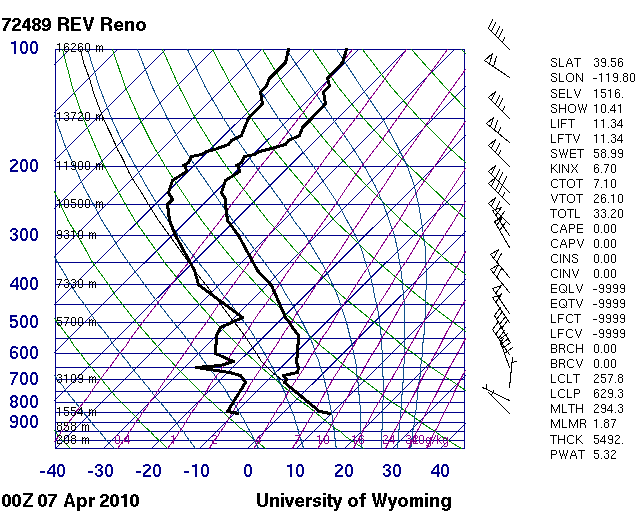 72489 REV Reno
100 16260 m
13720 m
200 11900 m
10500 m
300 9310 m
400 7330 m
500 5700 m
600
700 3109 m
800 1554 m
900 858 m
208 m 0.4 1 2 4 7 10 16 24 g/kg
-40 -30 -20 -10 0 10 20 30 40
00Z 07 Apr 2010 University of Wyoming
SLAT 39.56
SLON -119.80
SELV 1516.
SHOW 10.41
LIFT 11.34
LFTV 11.34
SWET 58.99
KINX 6.70
CTOT 7.10
VTOT 26.10
TOTL 33.20
CAPE 0.00
CAPV 0.00
CINS 0.00
CINV 0.00
EQLV -9999
EQTV -9999
LFCT -9999
LFCV -9999
BRCH 0.00
BRCV 0.00
LCLT 257.8
LCLP 629.3
MLTH 294.3
MLMR 1.87
THCK 5492.
PWAT 5.32